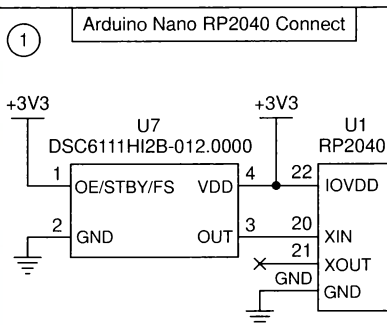 1
Arduino Nano RP2040 Connect
+3V3
+3V3
U7
DSC6111HI2B-012.0000
U1
RP2040
1
OE/STBY/FS
VDD
4
22
IOVDD
2
GND
OUT
3
20
XIN
21
XOUT
GND
GND